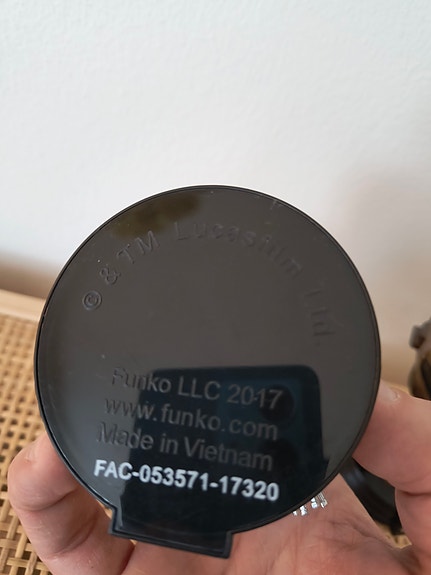 © & TM Lucasfilm Ltd.
Funko LLC 2017
www.funko.com
Made in Vietnam
FAC-053571-17320